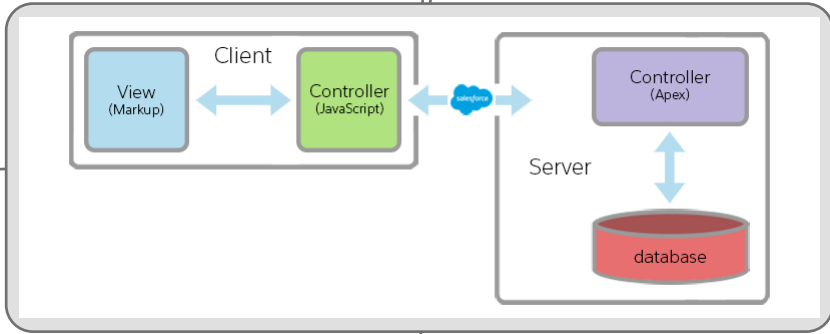 Client
View
(Markup)
Controller
(JavaScript)
salesforce
Controller
(Apex)
Server
database